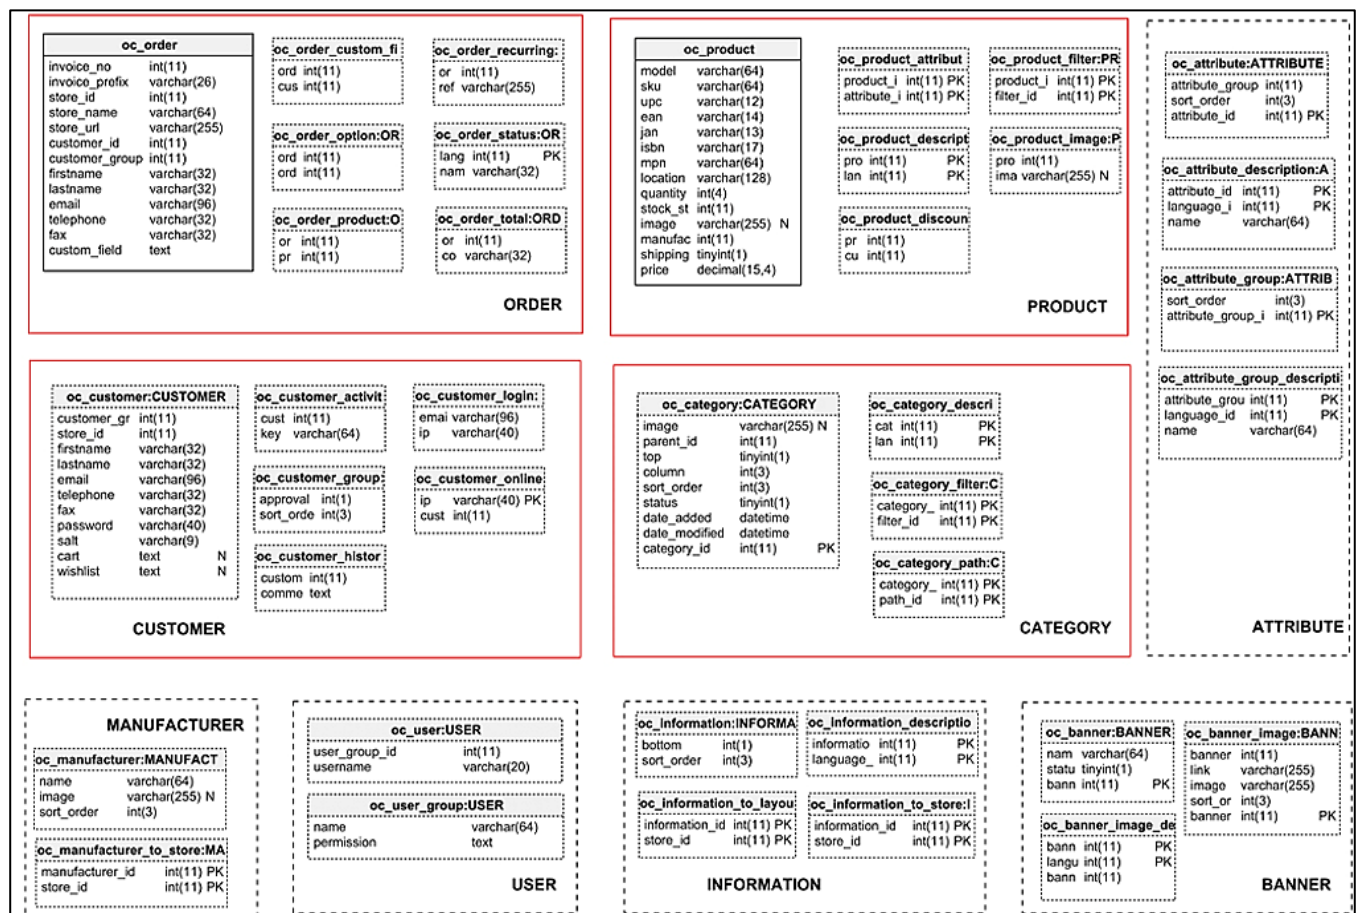 oc_order
invoice_no int(11)
invoice_prefix varchar(26)
store_id int(11)
store_name varchar(64)
store_url varchar(255)
customer_id int(11)
customer_group int(11)
firstname varchar(32)
lastname varchar(32)
email varchar(96)
telephone varchar(32)
fax varchar(32)
custom_field text
oc_order_custom_fi
ord int(11)
cus int(11)
oc_order_recurring:
or int(11)
ref varchar(255)
oc_order_option:OR
ord int(11)
ord int(11)
oc_order_status:OR
lang int(11) PK
nam varchar(32)
oc_order_product:O
or int(11)
pr int(11)
oc_order_total:ORD
or int(11)
co varchar(32)
ORDER
oc_product
model varchar(64)
sku varchar(64)
upc varchar(12)
ean varchar(14)
jan varchar(13)
isbn varchar(17)
mpn varchar(64)
location varchar(128)
quantity int(4)
stock_st int(11)
image varchar(255) N
manufac int(11)
shipping tinyint(1)
price decimal(15,4)
oc_product_attribut
product_i int(11) PK
attribute_i int(11) PK
oc_product_filter:PR
product_i int(11) PK
filter_id int(11) PK
oc_product_descript
pro int(11) PK
lan int(11) PK
oc_product_image:P
pro int(11)
ima varchar(255) N
oc_product_discoun
pr int(11)
cu int(11)
PRODUCT
oc_attribute:ATTRIBUTE
attribute_group int(11)
sort_order int(3)
attribute_id int(11) PK
oc_attribute_description:A
attribute_id int(11) PK
language_i int(11) PK
name varchar(64)
oc_attribute_group:ATTRIB
sort_order int(3)
attribute_group_i int(11) PK
oc_attribute_group_descripti
attribute_grou int(11) PK
language_id int(11) PK
name varchar(64)
ATTRIBUTE
oc_customer:CUSTOMER
customer_gr int(11)
store_id int(11)
firstname varchar(32)
lastname varchar(32)
email varchar(96)
telephone varchar(32)
fax varchar(32)
password varchar(40)
salt varchar(9)
cart text N
wishlist text N
oc_customer_activit
cust int(11)
key varchar(64)
oc_customer_login:
emai varchar(96)
ip varchar(40)
oc_customer_group
approval int(1)
sort_orde int(3)
oc_customer_online
ip varchar(40) PK
cust int(11)
oc_customer_histor
custom int(11)
comme text
CUSTOMER
oc_category:CATEGORY
image varchar(255) N
parent_id int(11)
top tinyint(1)
column int(3)
sort_order int(3)
status tinyint(1)
date_added datetime
date_modified datetime
category_id int(11) PK
oc_category_descri
cat int(11) PK
lan int(11) PK
oc_category_filter:C
category_ int(11) PK
filter_id int(11) PK
oc_category_path:C
category_ int(11) PK
path_id int(11) PK
CATEGORY
MANUFACTURER
oc_manufacturer:MANUFACT
name varchar(64)
image varchar(255) N
sort_order int(3)
oc_manufacturer_to_store:MA
manufacturer_id int(11) PK
store_id int(11) PK
oc_user:USER
user_group_id int(11)
username varchar(20)
oc_user_group:USER
name varchar(64)
permission text
USER
oc_information:INFORMA
bottom int(1)
sort_order int(3)
oc_information_descriptio
informatio int(11) PK
language_ int(11) PK
oc_information_to_layou
information_id int(11) PK
store_id int(11) PK
oc_information_to_store:I
information_id int(11) PK
store_id int(11) PK
INFORMATION
oc_banner:BANNER
nam varchar(64)
statu tinyint(1)
bann int(11) PK
oc_banner_image:BANN
banner int(11)
link varchar(255)
image varchar(255)
sort_or int(3)
banner int(11) PK
oc_banner_image_de
bann int(11) PK
langu int(11) PK
bann int(11)
BANNER